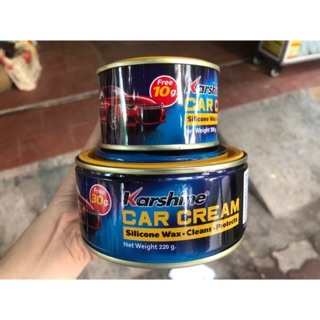 Free
10 g.
Karshine
CAR CREAM
Silicone Wax
Net Weight
Free
30g.
Karshine
CAR CREAM
Silicone Wax • Cleans • Protects
Net Weight 220 g.